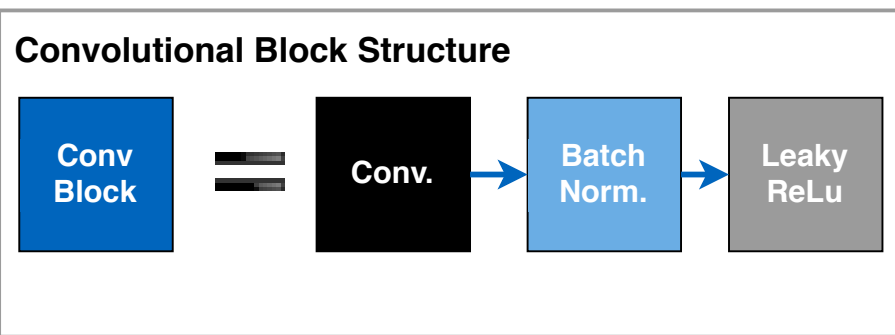 Convolutional Block Structure
Conv
Block
=
Conv.
Batch
Norm.
Leaky
ReLu